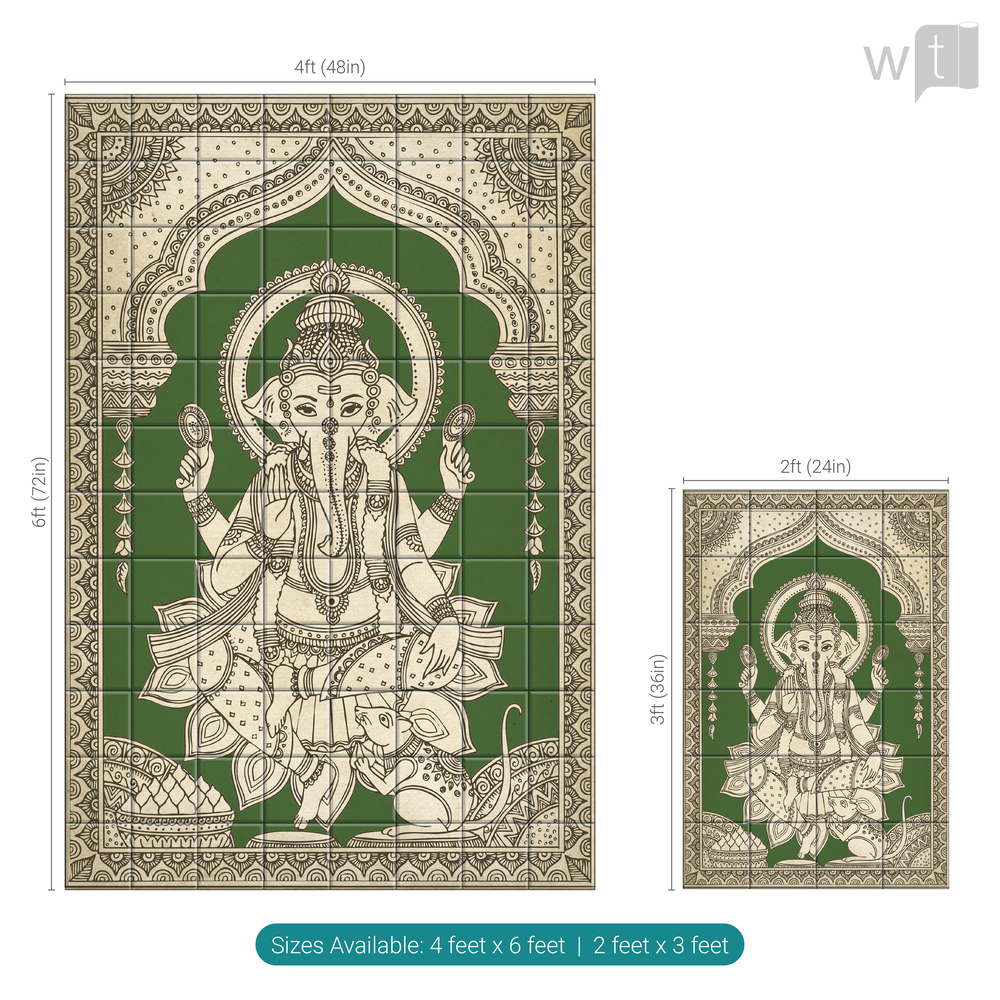 wt
4ft (48in)
6ft (72in)
2ft (24in)
3ft (36in)
Sizes Available: 4 feet x 6 feet | 2 feet x 3 feet